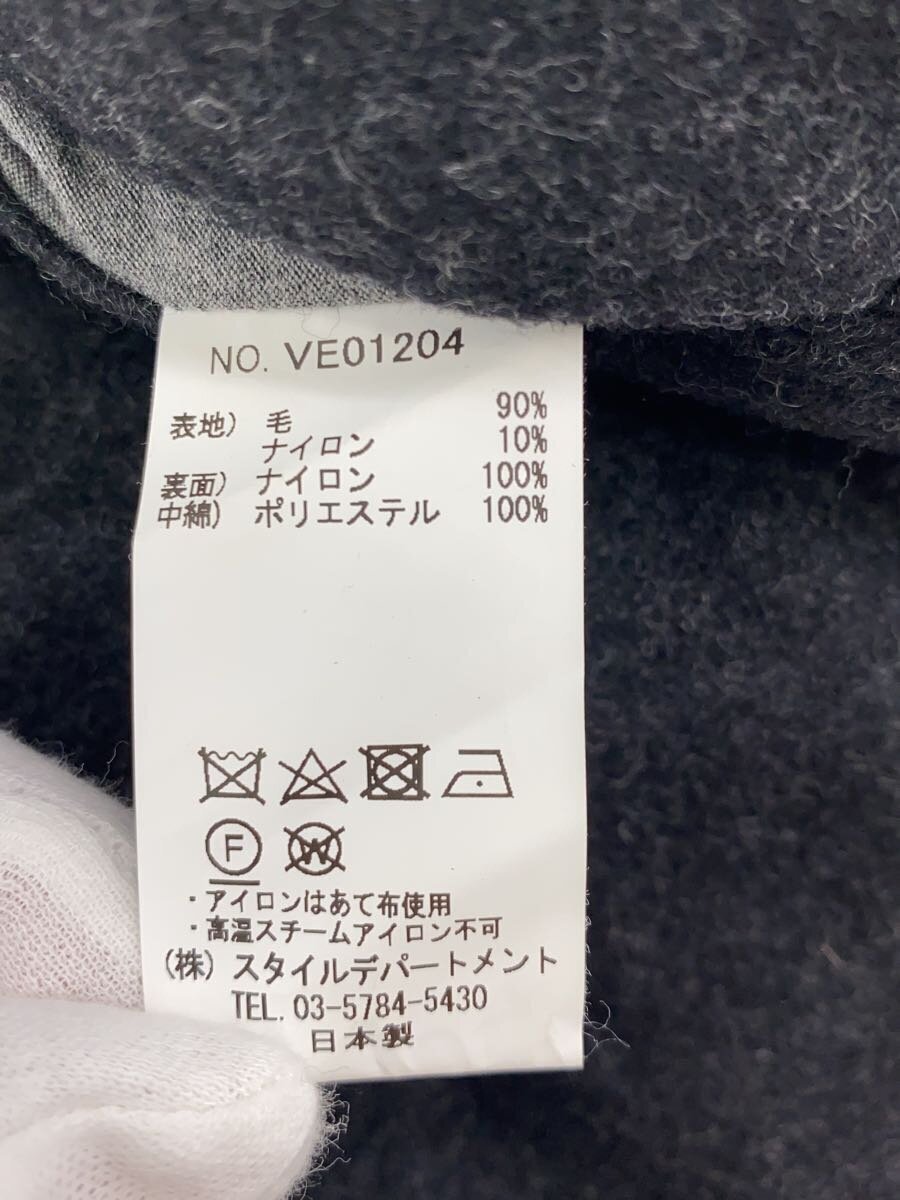 NO. VE01204
表地) 毛 90%
ナイロン 10%
裏面) ナイロン 100%
中綿) ポリエステル 100%
F W
・アイロンはあて布使用
・高温スチームアイロン不可
(株) スタイルデパートメント
TEL. 03-5784-5430
日本製